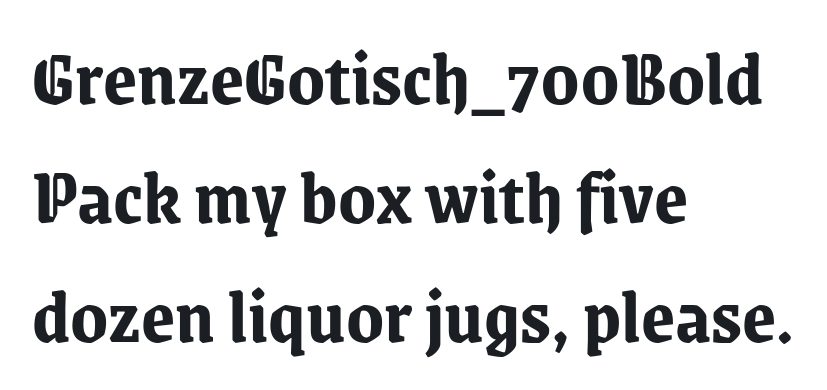 GrenzeGotisch_700Bold
Pack my box with five
dozen liquor jugs, please.